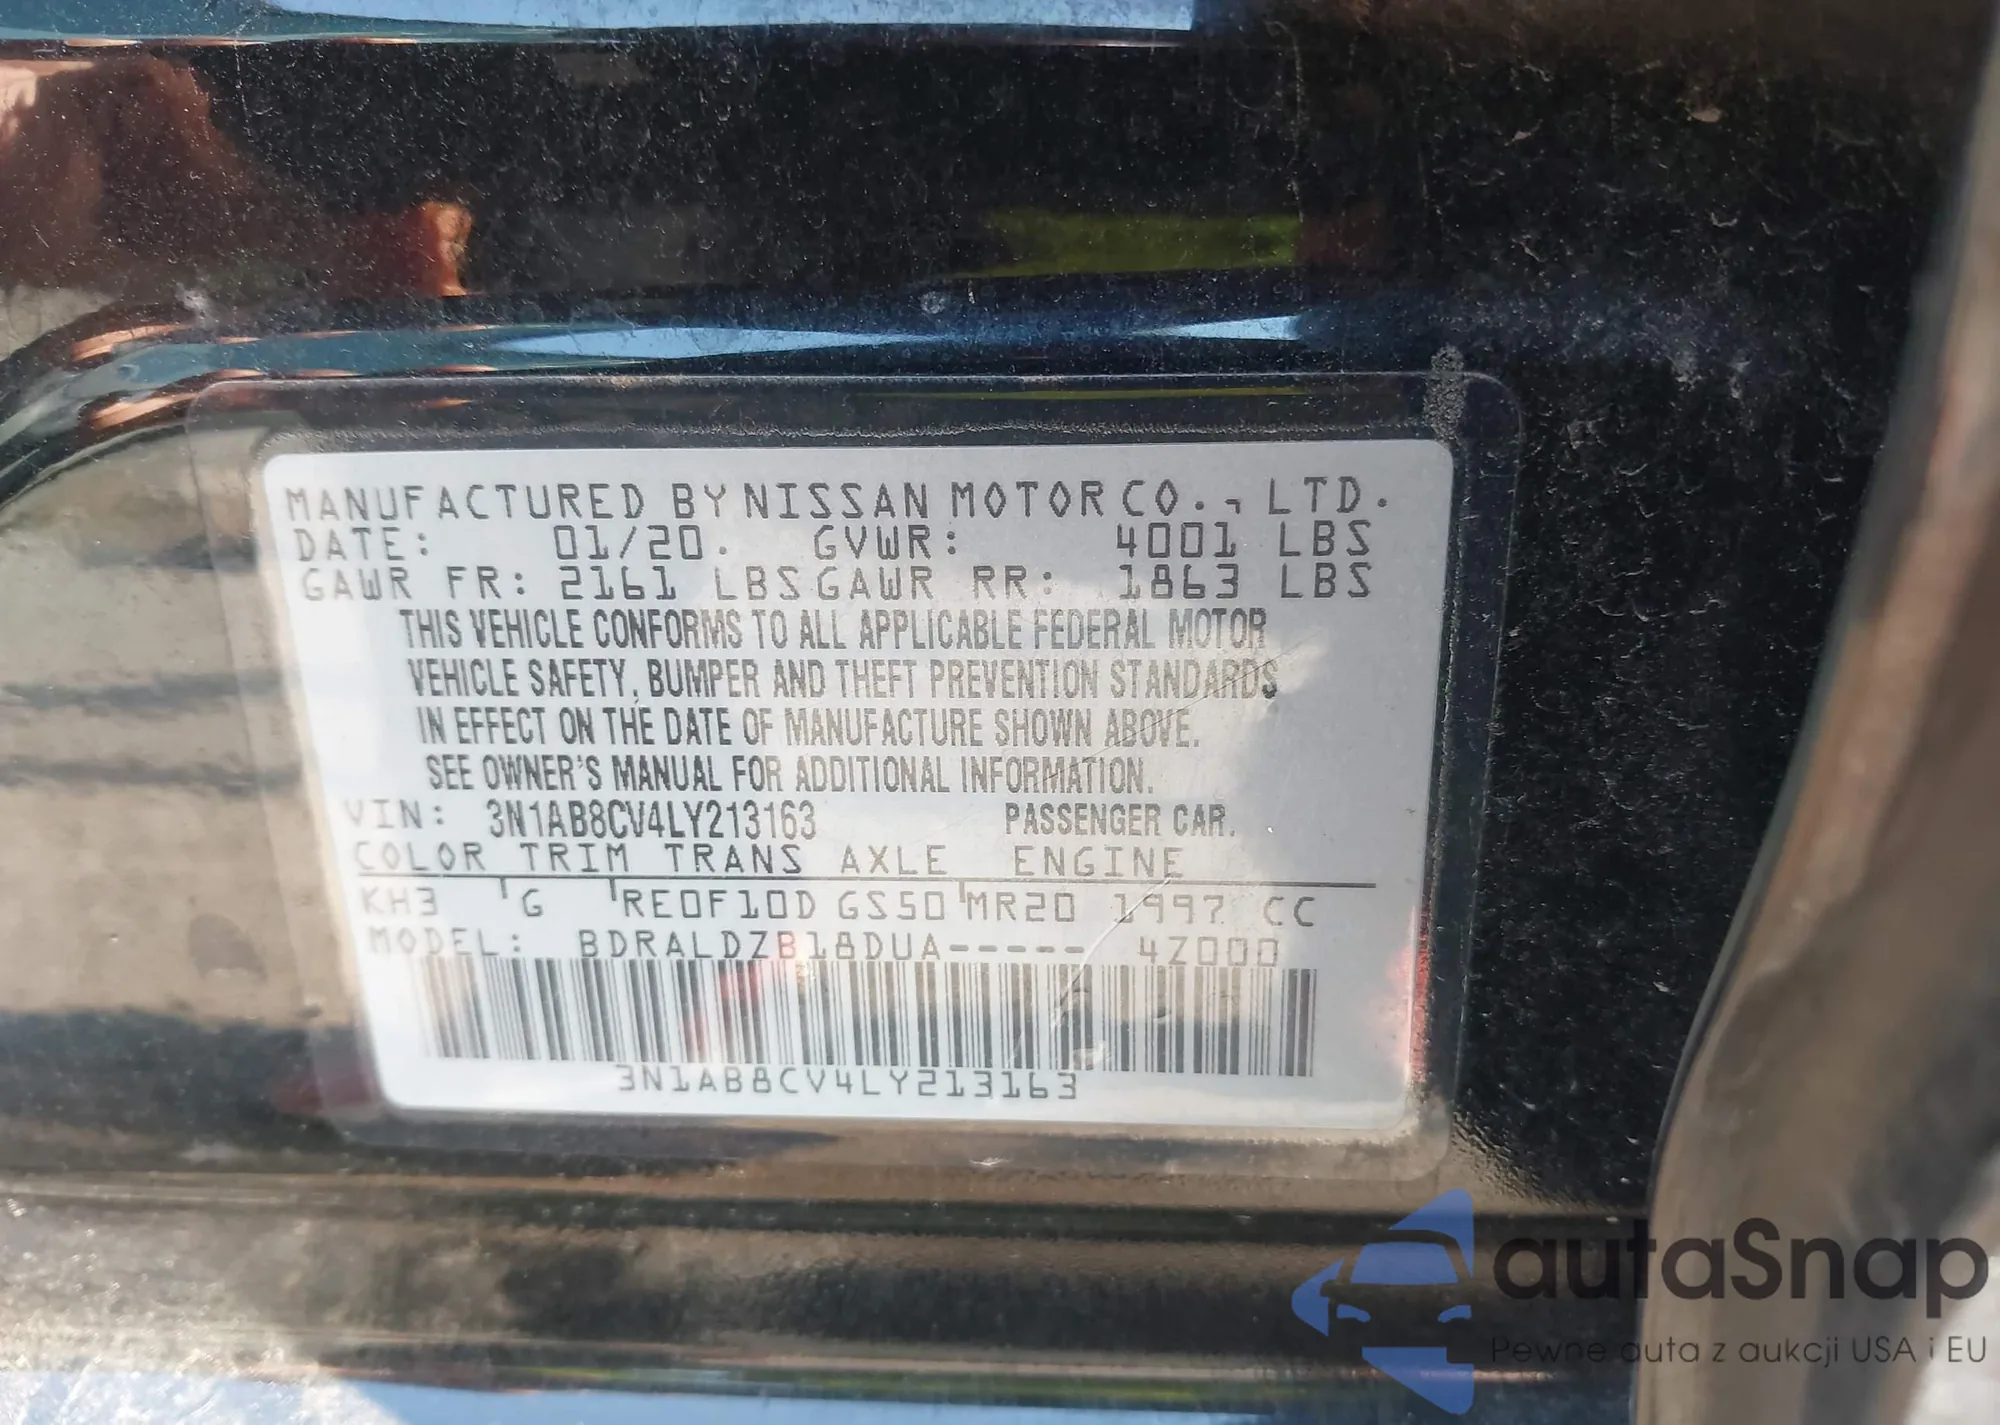 MANUFACTURED BY NISSAN MOTOR CO., LTD.
DATE: 01/20. GVWR: 4001 LBS
GAWR FR: 2161 LBS GAWR RR: 1863 LBS
THIS VEHICLE CONFORMS TO ALL APPLICABLE FEDERAL MOTOR
VEHICLE SAFETY, BUMPER AND THEFT PREVENTION STANDARDS
IN EFFECT ON THE DATE OF MANUFACTURE SHOWN ABOVE.
SEE OWNER'S MANUAL FOR ADDITIONAL INFORMATION.
VIN: 3N1AB8CV4LY213163 PASSENGER CAR.
COLOR TRIM TRANS AXLE ENGINE
KH3 G RE0F10D GS50 MR20 1997 CC
MODEL: BDRALDZB18DUA----- 4Z000
3N1AB8CV4LY213163
autaSnap
Pewne auta z aukcji USA i EU